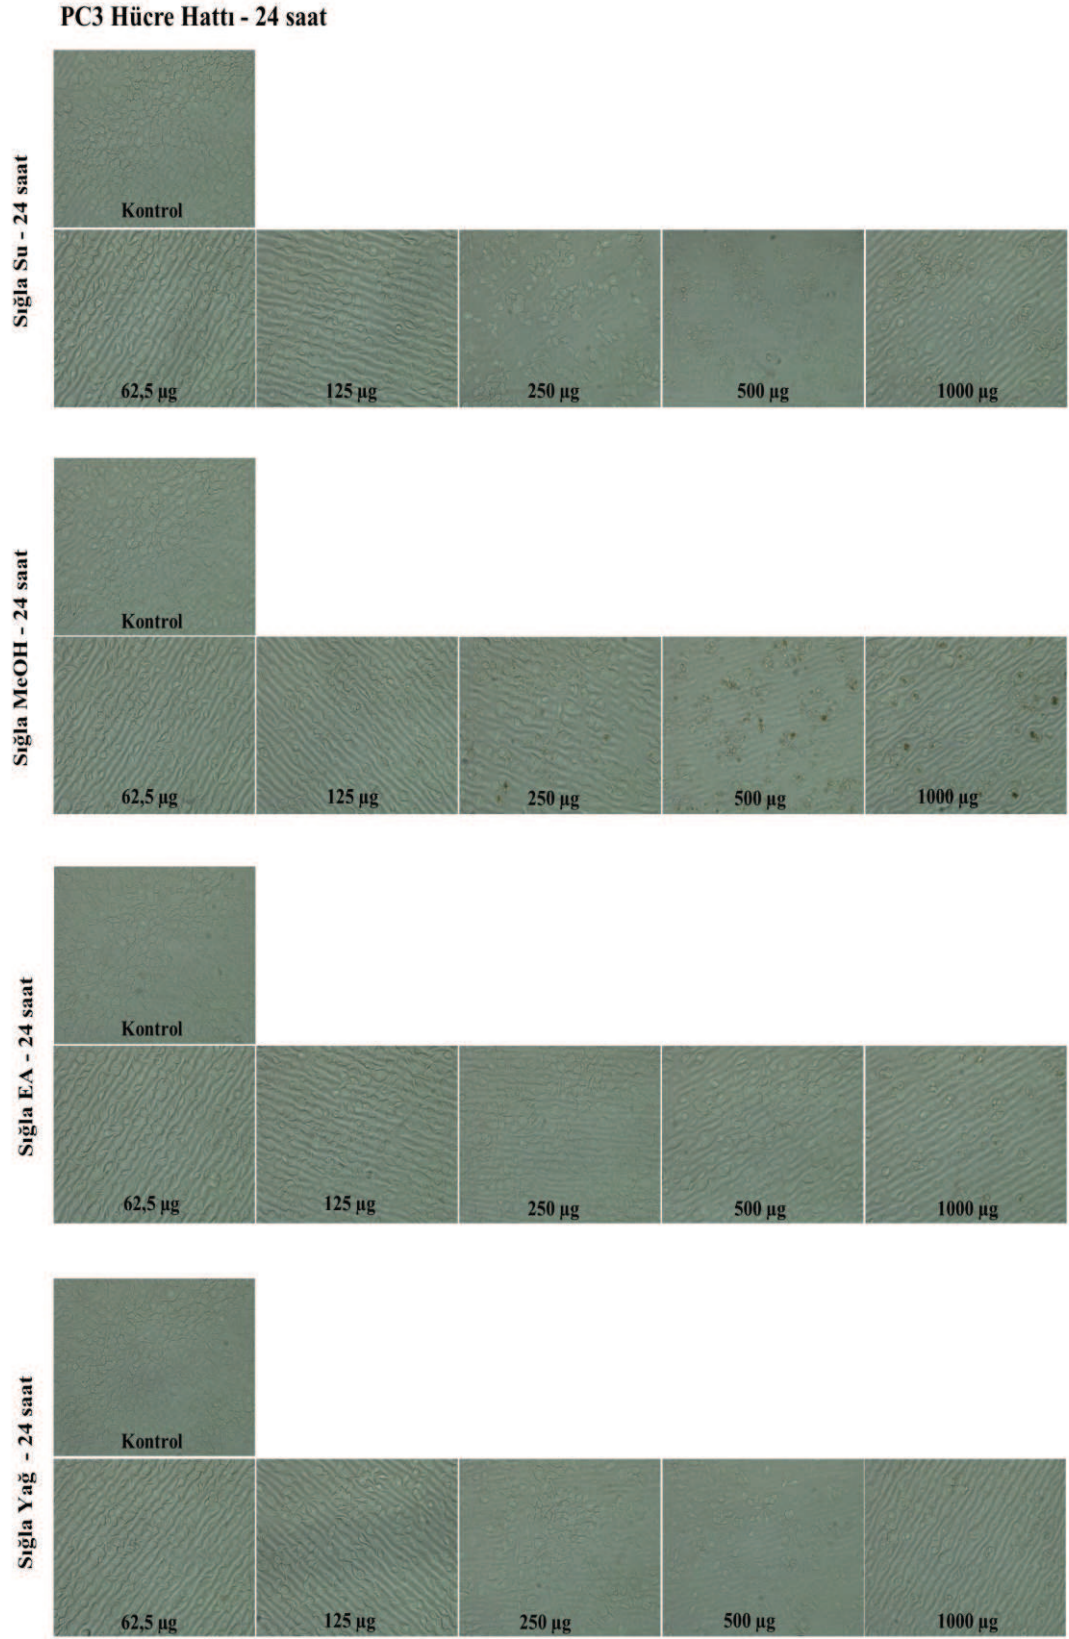 PC3 Hücre Hattı - 24 saat
Sığla Su - 24 saat
Kontrol
62,5 µg
125 µg
250 µg
500 µg
1000 µg
Sığla MeOH - 24 saat
Kontrol
62,5 µg
125 µg
250 µg
500 µg
1000 µg
Sığla EA - 24 saat
Kontrol
62,5 µg
125 µg
250 µg
500 µg
1000 µg
Sığla Yağ - 24 saat
Kontrol
62,5 µg
125 µg
250 µg
500 µg
1000 µg